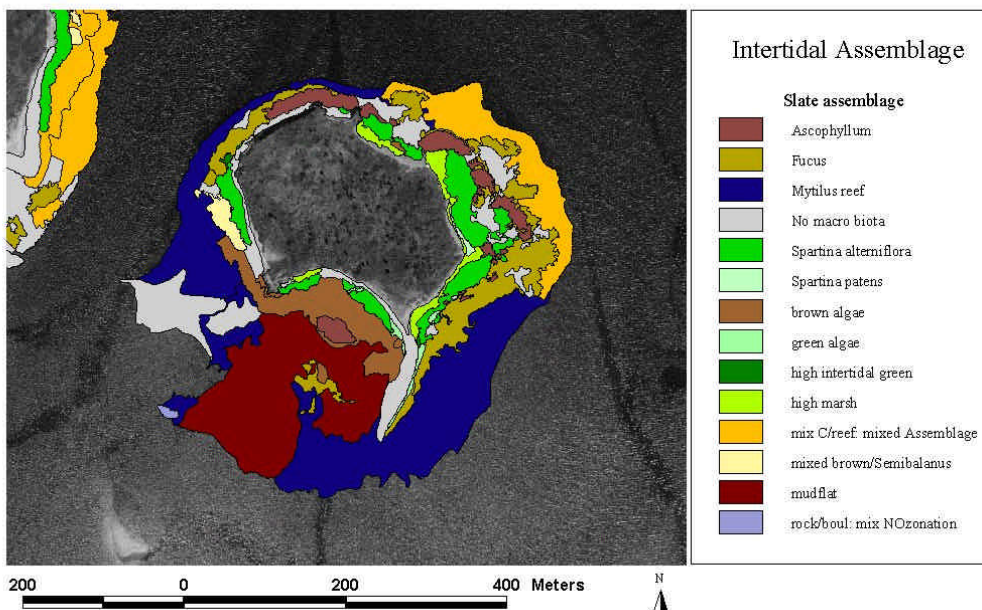 Intertidal Assemblage
Slate assemblage
Ascophyllum
Fucus
Mytilus reef
No macro biota
Spartina alterniflora
Spartina patens
brown algae
green algae
high intertidal green
high marsh
mix C/reef: mixed Assemblage
mixed brown/Semibalanus
mudflat
rock/boul: mix NOzonation
200 0 200 400 Meters
N